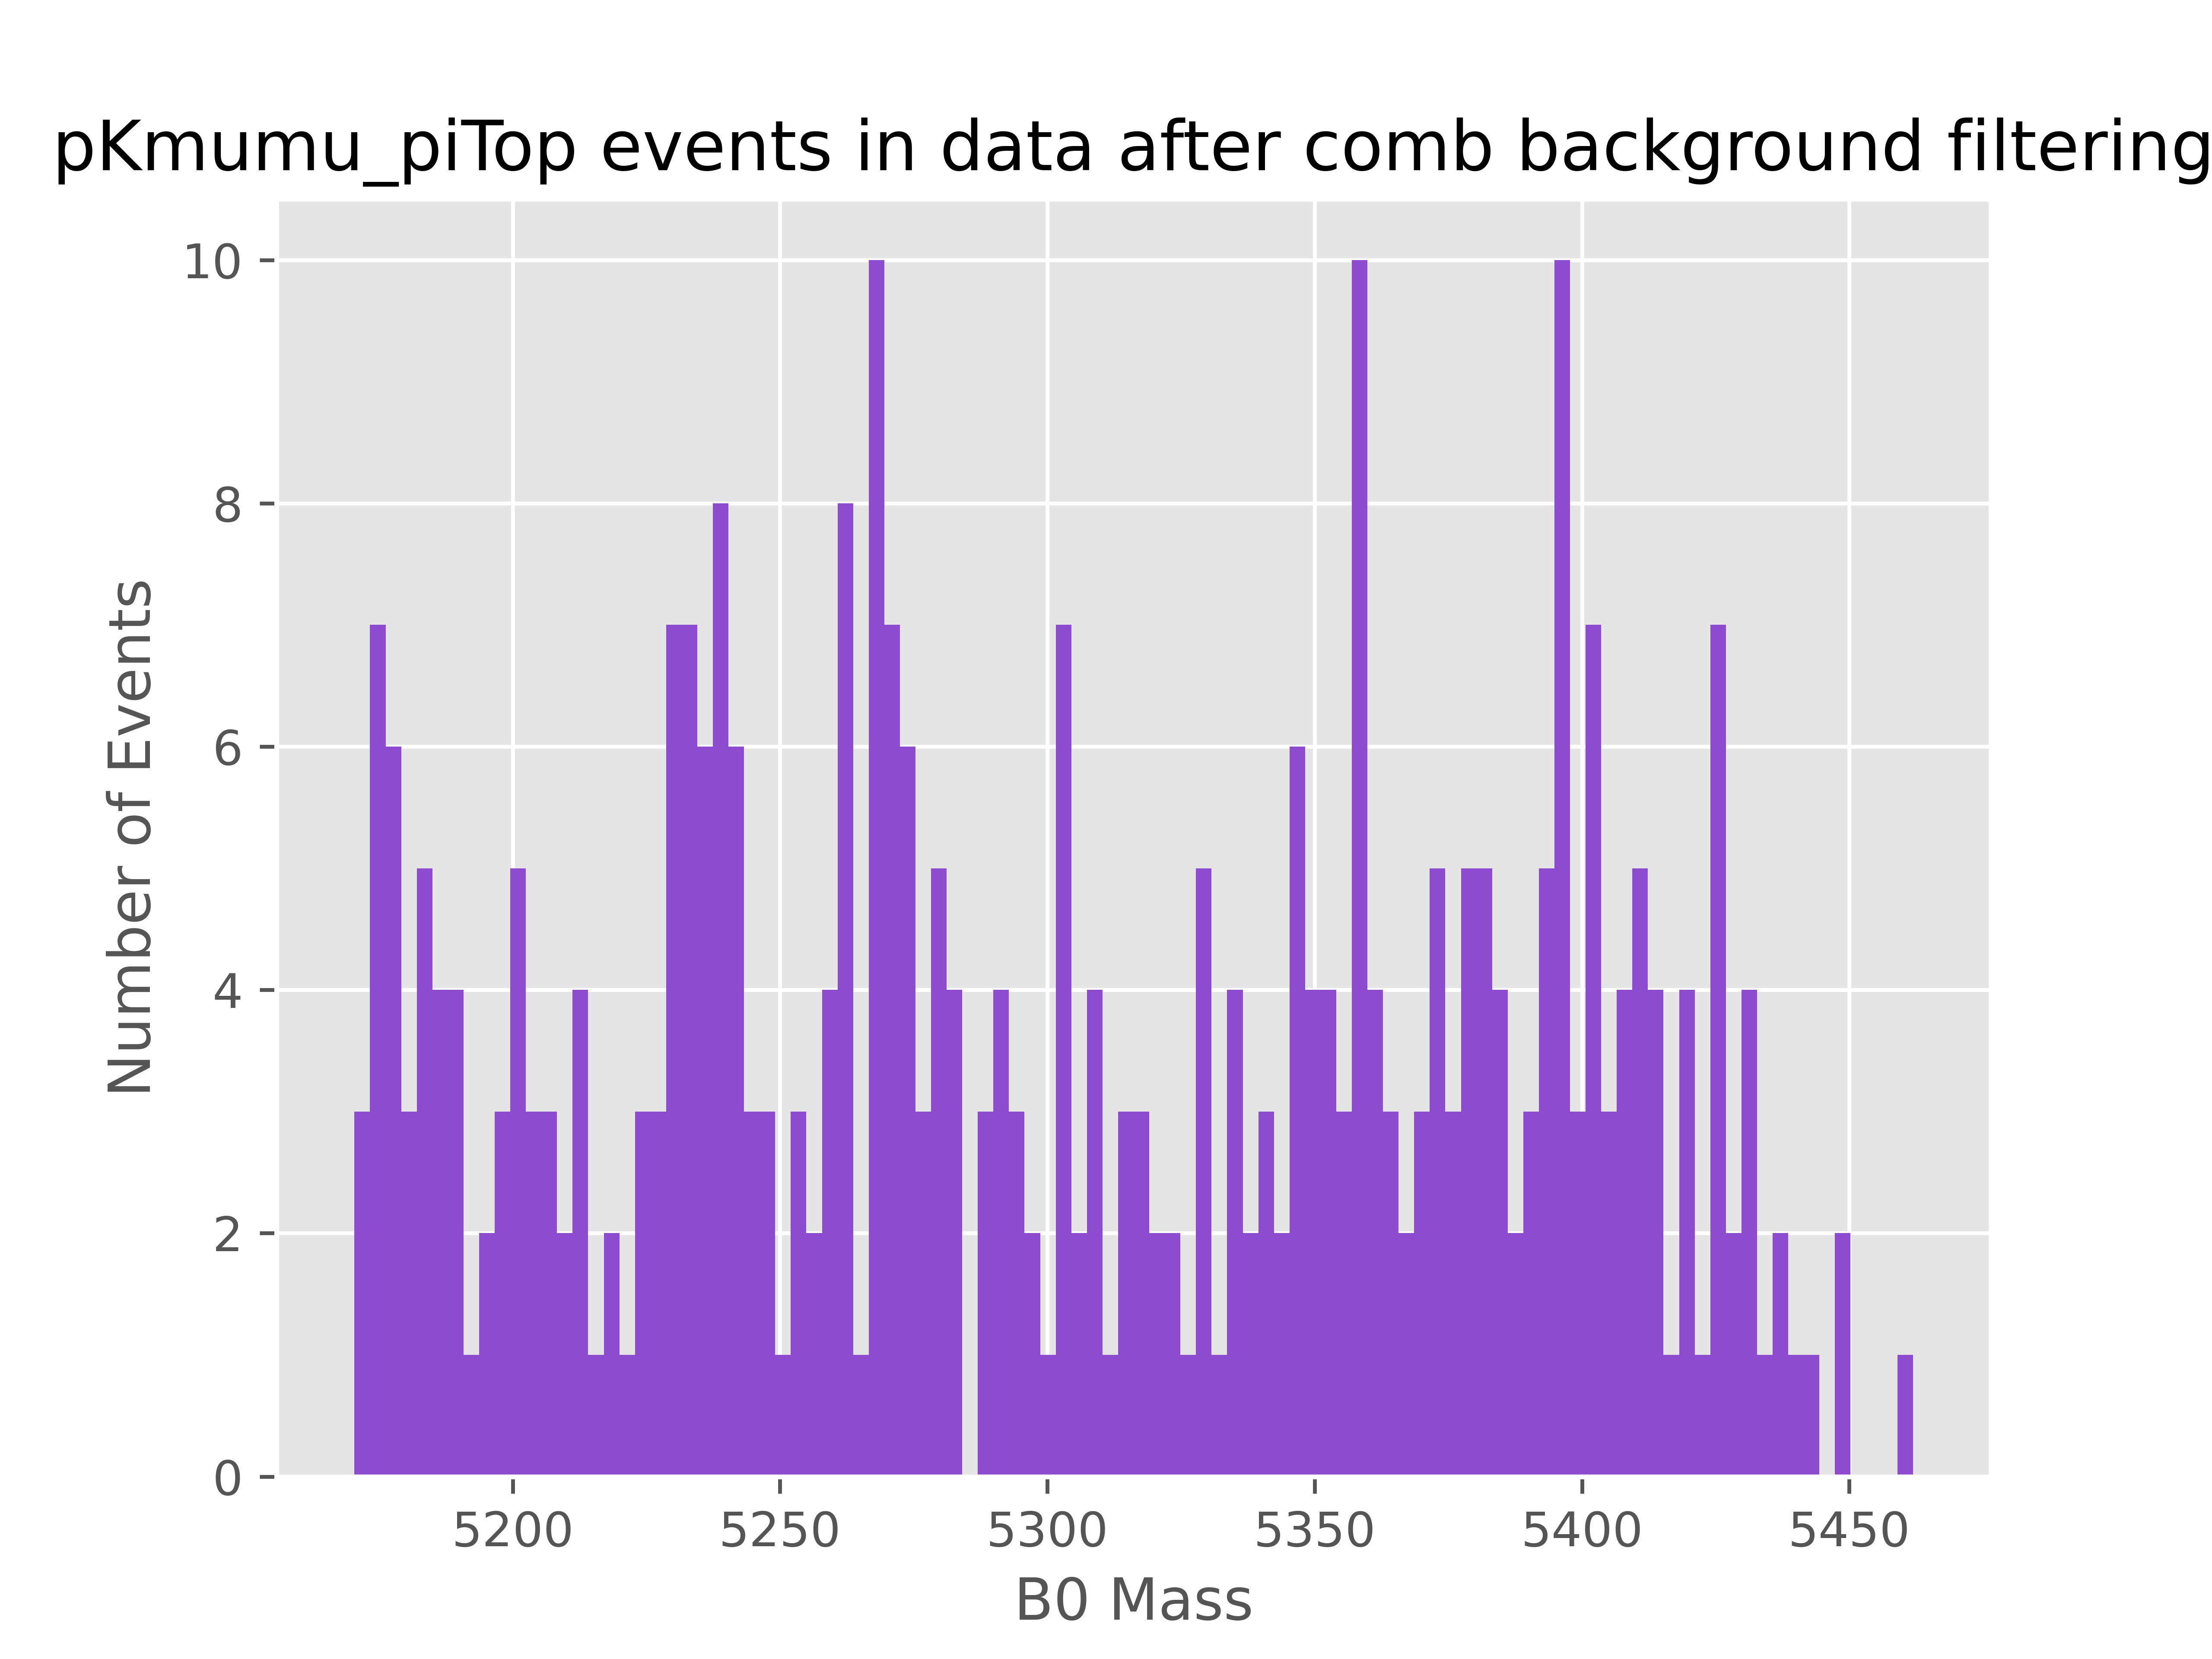 pKmumu_piTop events in data after comb background filtering
10
8
6
4
2
0
Number of Events
5200 5250 5300 5350 5400 5450
B0 Mass